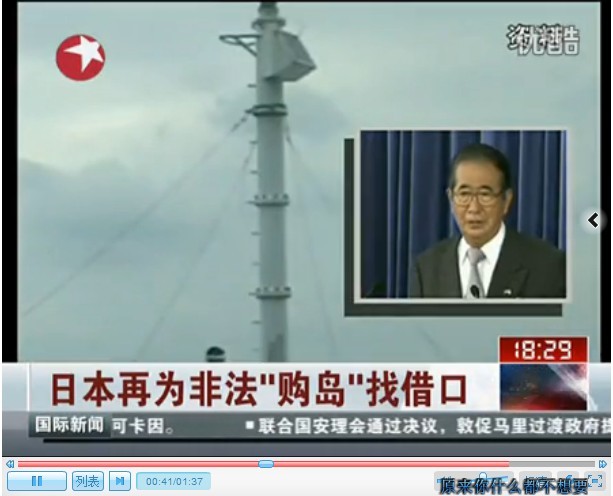 优酷
18:29
日本再为非法"购岛"找借口
国际新闻 可卡因。 ■联合国安理会通过决议，敦促马里过渡政府提
列表 00:41/01:37
原来你什么都不想要